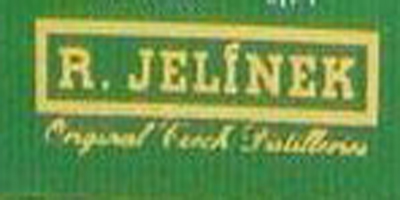 R. JELÍNEK
Original Czech Distilleries